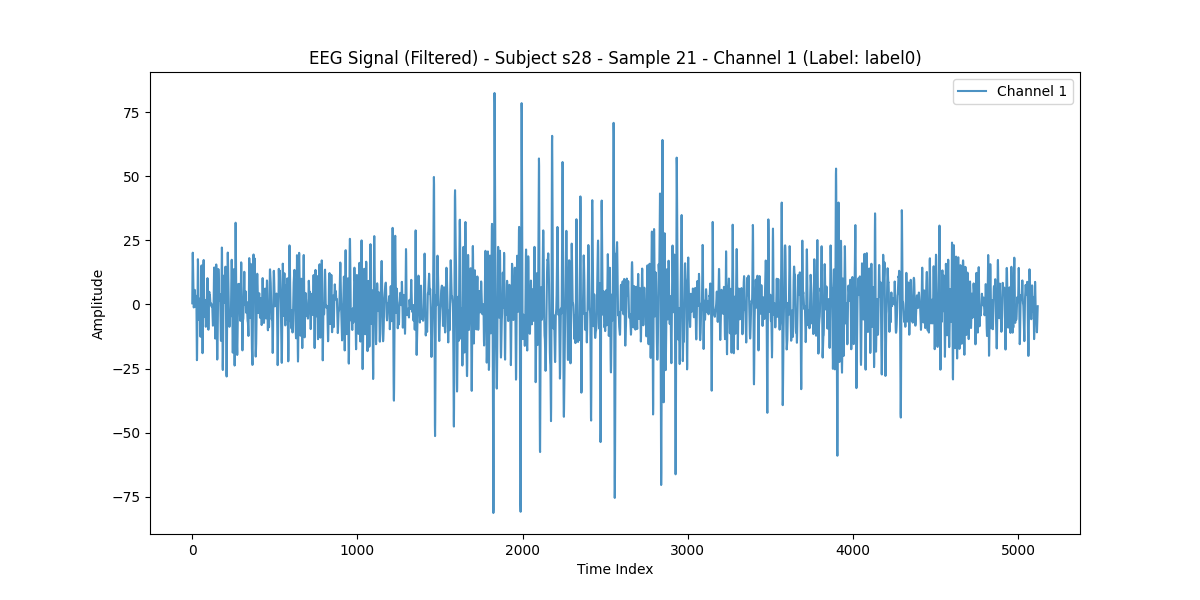 EEG Signal (Filtered) - Subject s28 - Sample 21 - Channel 1 (Label: label0)
Channel 1
75
50
25
0
−25
−50
−75
Amplitude
0 1000 2000 3000 4000 5000
Time Index